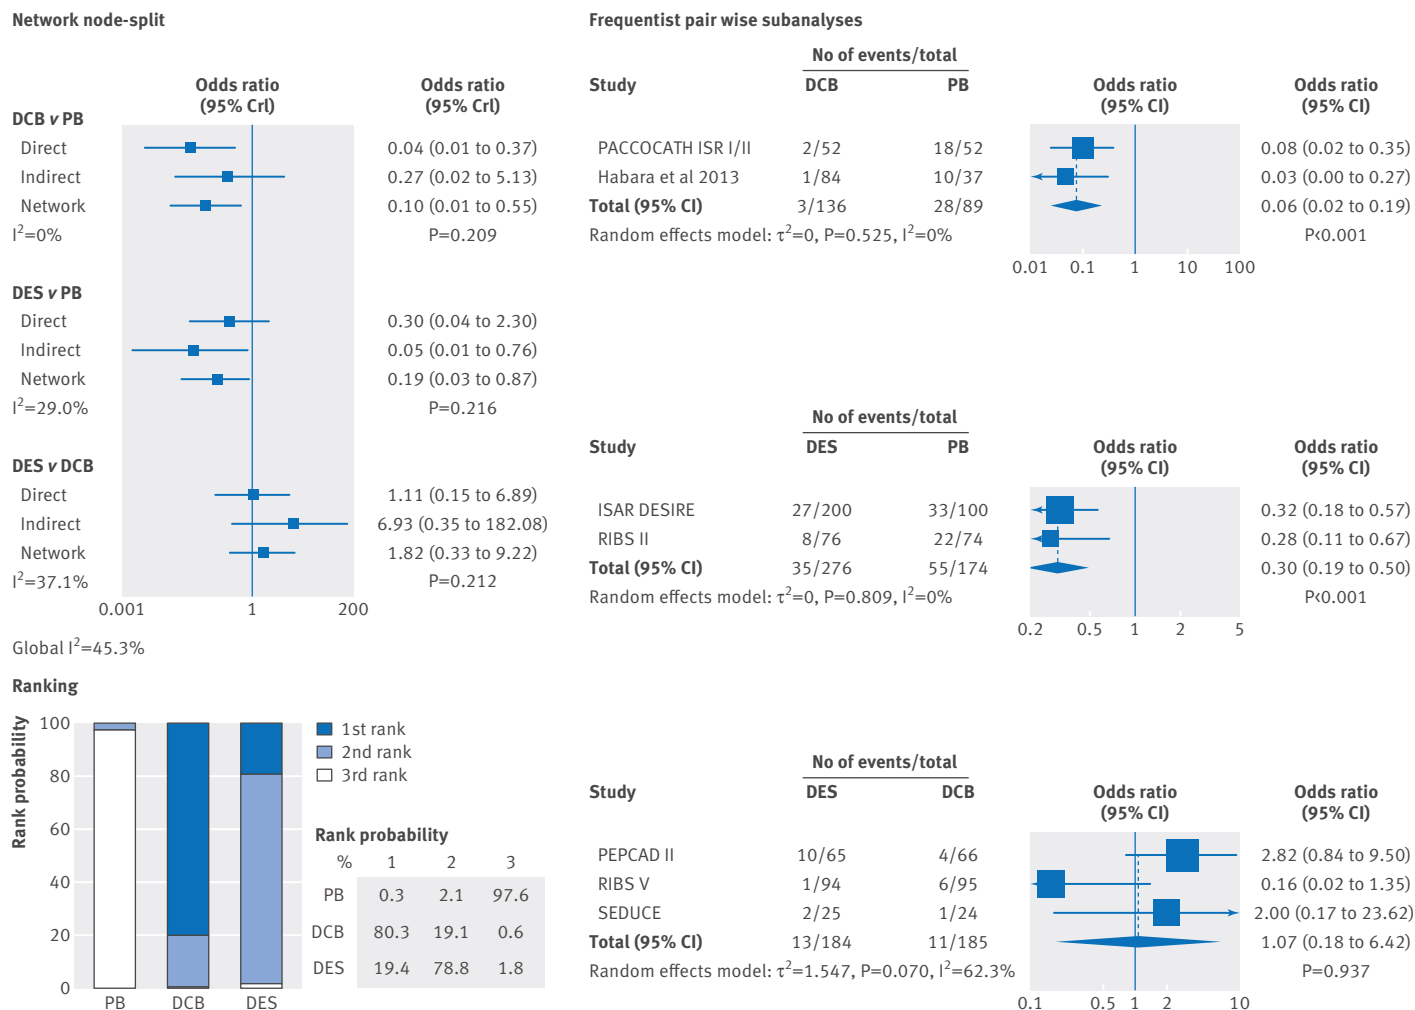 Network node-split
Odds ratio (95% Crl)
Odds ratio (95% Crl)
DCB v PB
Direct 0.04 (0.01 to 0.37)
Indirect 0.27 (0.02 to 5.13)
Network 0.10 (0.01 to 0.55)
I²=0% P=0.209
DES v PB
Direct 0.30 (0.04 to 2.30)
Indirect 0.05 (0.01 to 0.76)
Network 0.19 (0.03 to 0.87)
I²=29.0% P=0.216
DES v DCB
Direct 1.11 (0.15 to 6.89)
Indirect 6.93 (0.35 to 182.08)
Network 1.82 (0.33 to 9.22)
I²=37.1% P=0.212
0.001 1 200
Global I²=45.3%
Ranking
Rank probability
100
80
60
40
20
0
PB DCB DES
1st rank
2nd rank
3rd rank
Rank probability
% 1 2 3
PB 0.3 2.1 97.6
DCB 80.3 19.1 0.6
DES 19.4 78.8 1.8
Frequentist pair wise subanalyses
No of events/total
Study DCB PB
Odds ratio (95% CI)
Odds ratio (95% CI)
PACCOCATH ISR I/II 2/52 18/52 0.08 (0.02 to 0.35)
Habara et al 2013 1/84 10/37 0.03 (0.00 to 0.27)
Total (95% CI) 3/136 28/89 0.06 (0.02 to 0.19)
Random effects model: τ²=0, P=0.525, I²=0% P<0.001
0.01 0.1 1 10 100
No of events/total
Study DES PB
Odds ratio (95% CI)
Odds ratio (95% CI)
ISAR DESIRE 27/200 33/100 0.32 (0.18 to 0.57)
RIBS II 8/76 22/74 0.28 (0.11 to 0.67)
Total (95% CI) 35/276 55/174 0.30 (0.19 to 0.50)
Random effects model: τ²=0, P=0.809, I²=0% P<0.001
0.2 0.5 1 2 5
No of events/total
Study DES DCB
Odds ratio (95% CI)
Odds ratio (95% CI)
PEPCAD II 10/65 4/66 2.82 (0.84 to 9.50)
RIBS V 1/94 6/95 0.16 (0.02 to 1.35)
SEDUCE 2/25 1/24 2.00 (0.17 to 23.62)
Total (95% CI) 13/184 11/185 1.07 (0.18 to 6.42)
Random effects model: τ²=1.547, P=0.070, I²=62.3% P=0.937
0.1 0.5 1 2 10